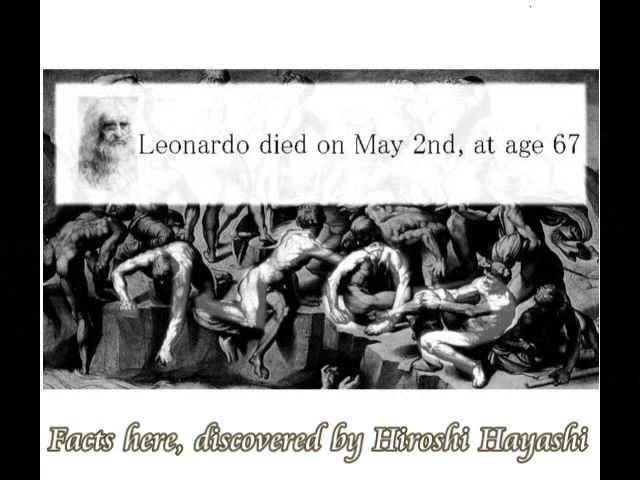 Leonardo died on May 2nd, at age 67
Facts here, discovered by Hiroshi Hayashi